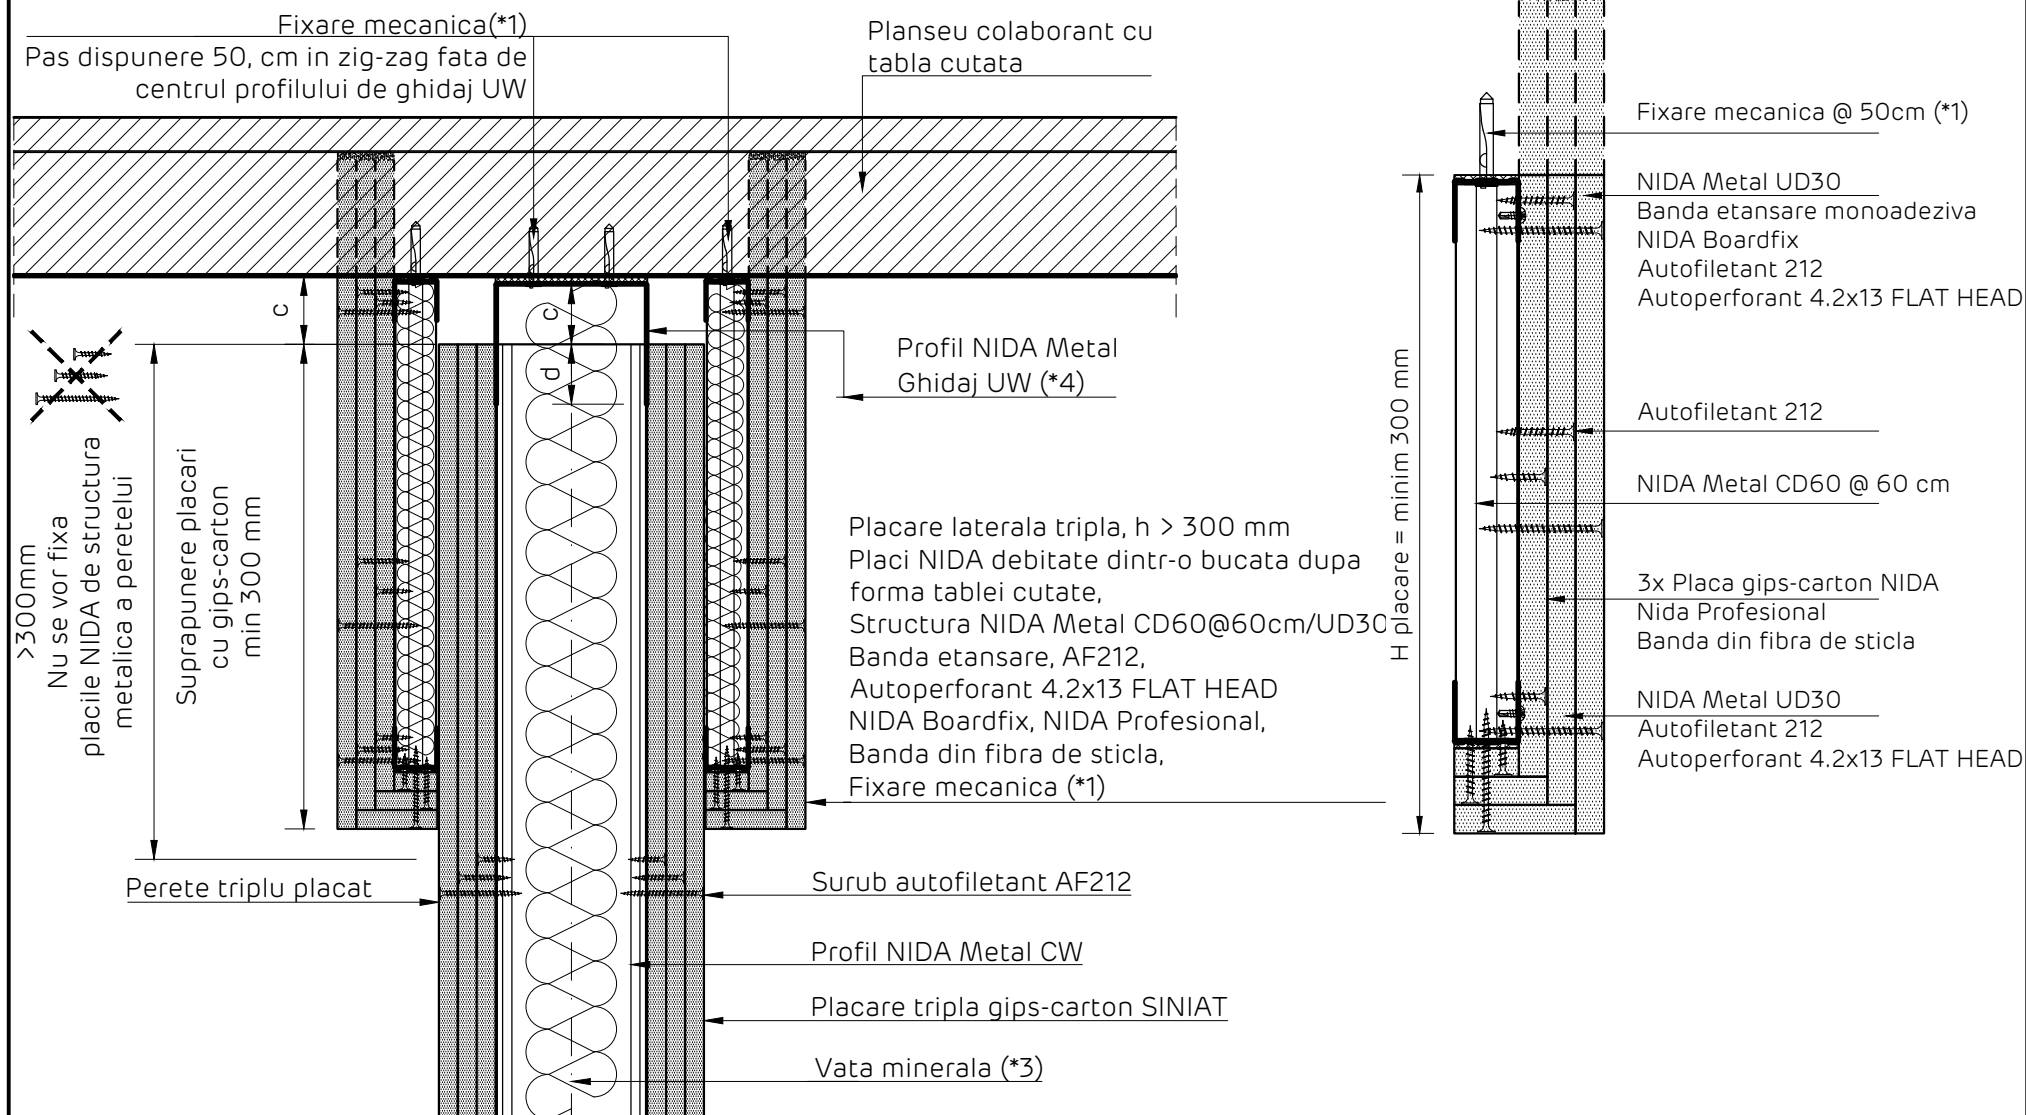 Fixare mecanica(*1)
Pas dispunere 50, cm in zig-zag fata de
centrul profilului de ghidaj UW
Planseu colaborant cu
tabla cutata
c
c
d
Profil NIDA Metal
Ghidaj UW (*4)
>300mm
Nu se vor fixa
placile NIDA de structura
metalica a peretelui
Suprapunere placari
cu gips-carton
min 300 mm
Placare laterala tripla, h > 300 mm
Placi NIDA debitate dintr-o bucata dupa
forma tablei cutate,
Structura NIDA Metal CD60@60cm/UD30
Banda etansare, AF212,
Autoperforant 4.2x13 FLAT HEAD
NIDA Boardfix, NIDA Profesional,
Banda din fibra de sticla,
Fixare mecanica (*1)
Perete triplu placat
Surub autofiletant AF212
Profil NIDA Metal CW
Placare tripla gips-carton SINIAT
Vata minerala (*3)
H placare = minim 300 mm
Fixare mecanica @ 50cm (*1)
NIDA Metal UD30
Banda etansare monoadeziva
NIDA Boardfix
Autofiletant 212
Autoperforant 4.2x13 FLAT HEAD
Autofiletant 212
NIDA Metal CD60 @ 60 cm
3x Placa gips-carton NIDA
Nida Profesional
Banda din fibra de sticla
NIDA Metal UD30
Autofiletant 212
Autoperforant 4.2x13 FLAT HEAD